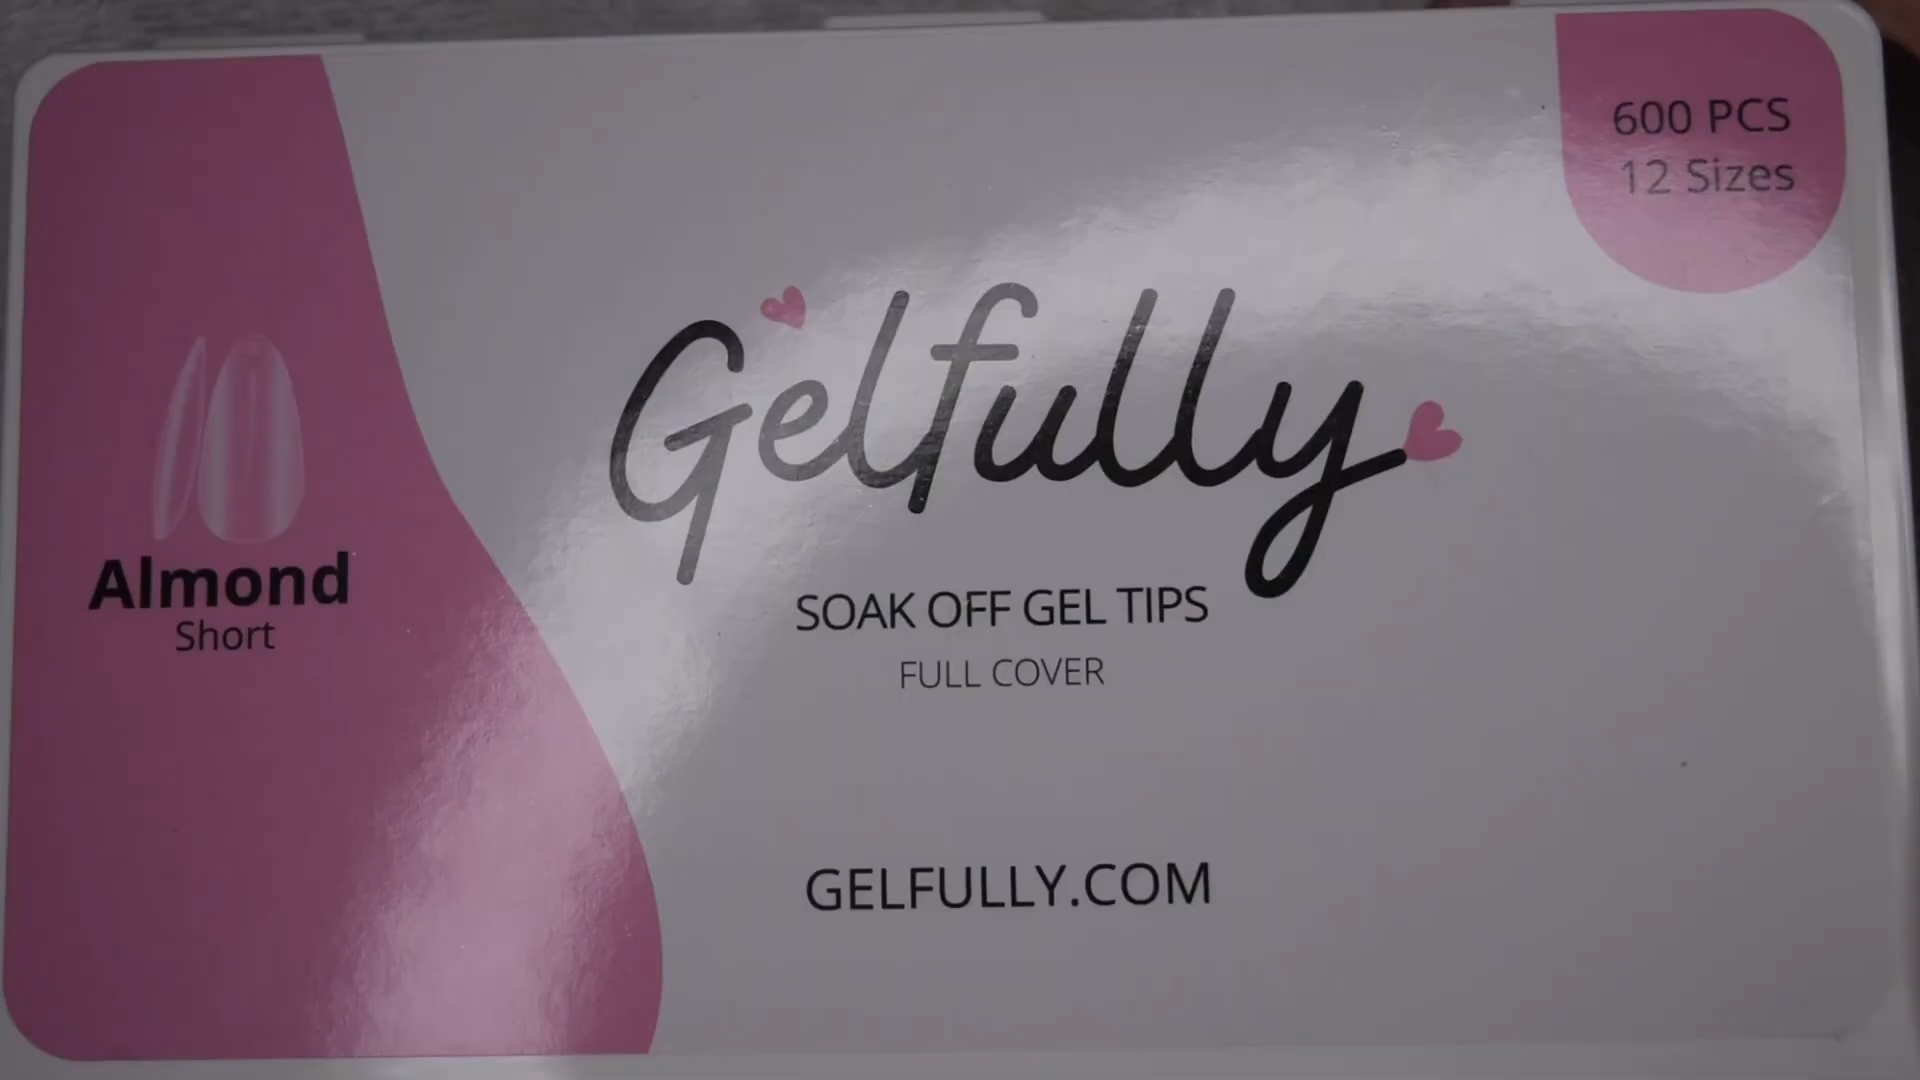 600 PCS
12 Sizes
Gelfully
Almond
Short
SOAK OFF GEL TIPS
FULL COVER
GELFULLY.COM